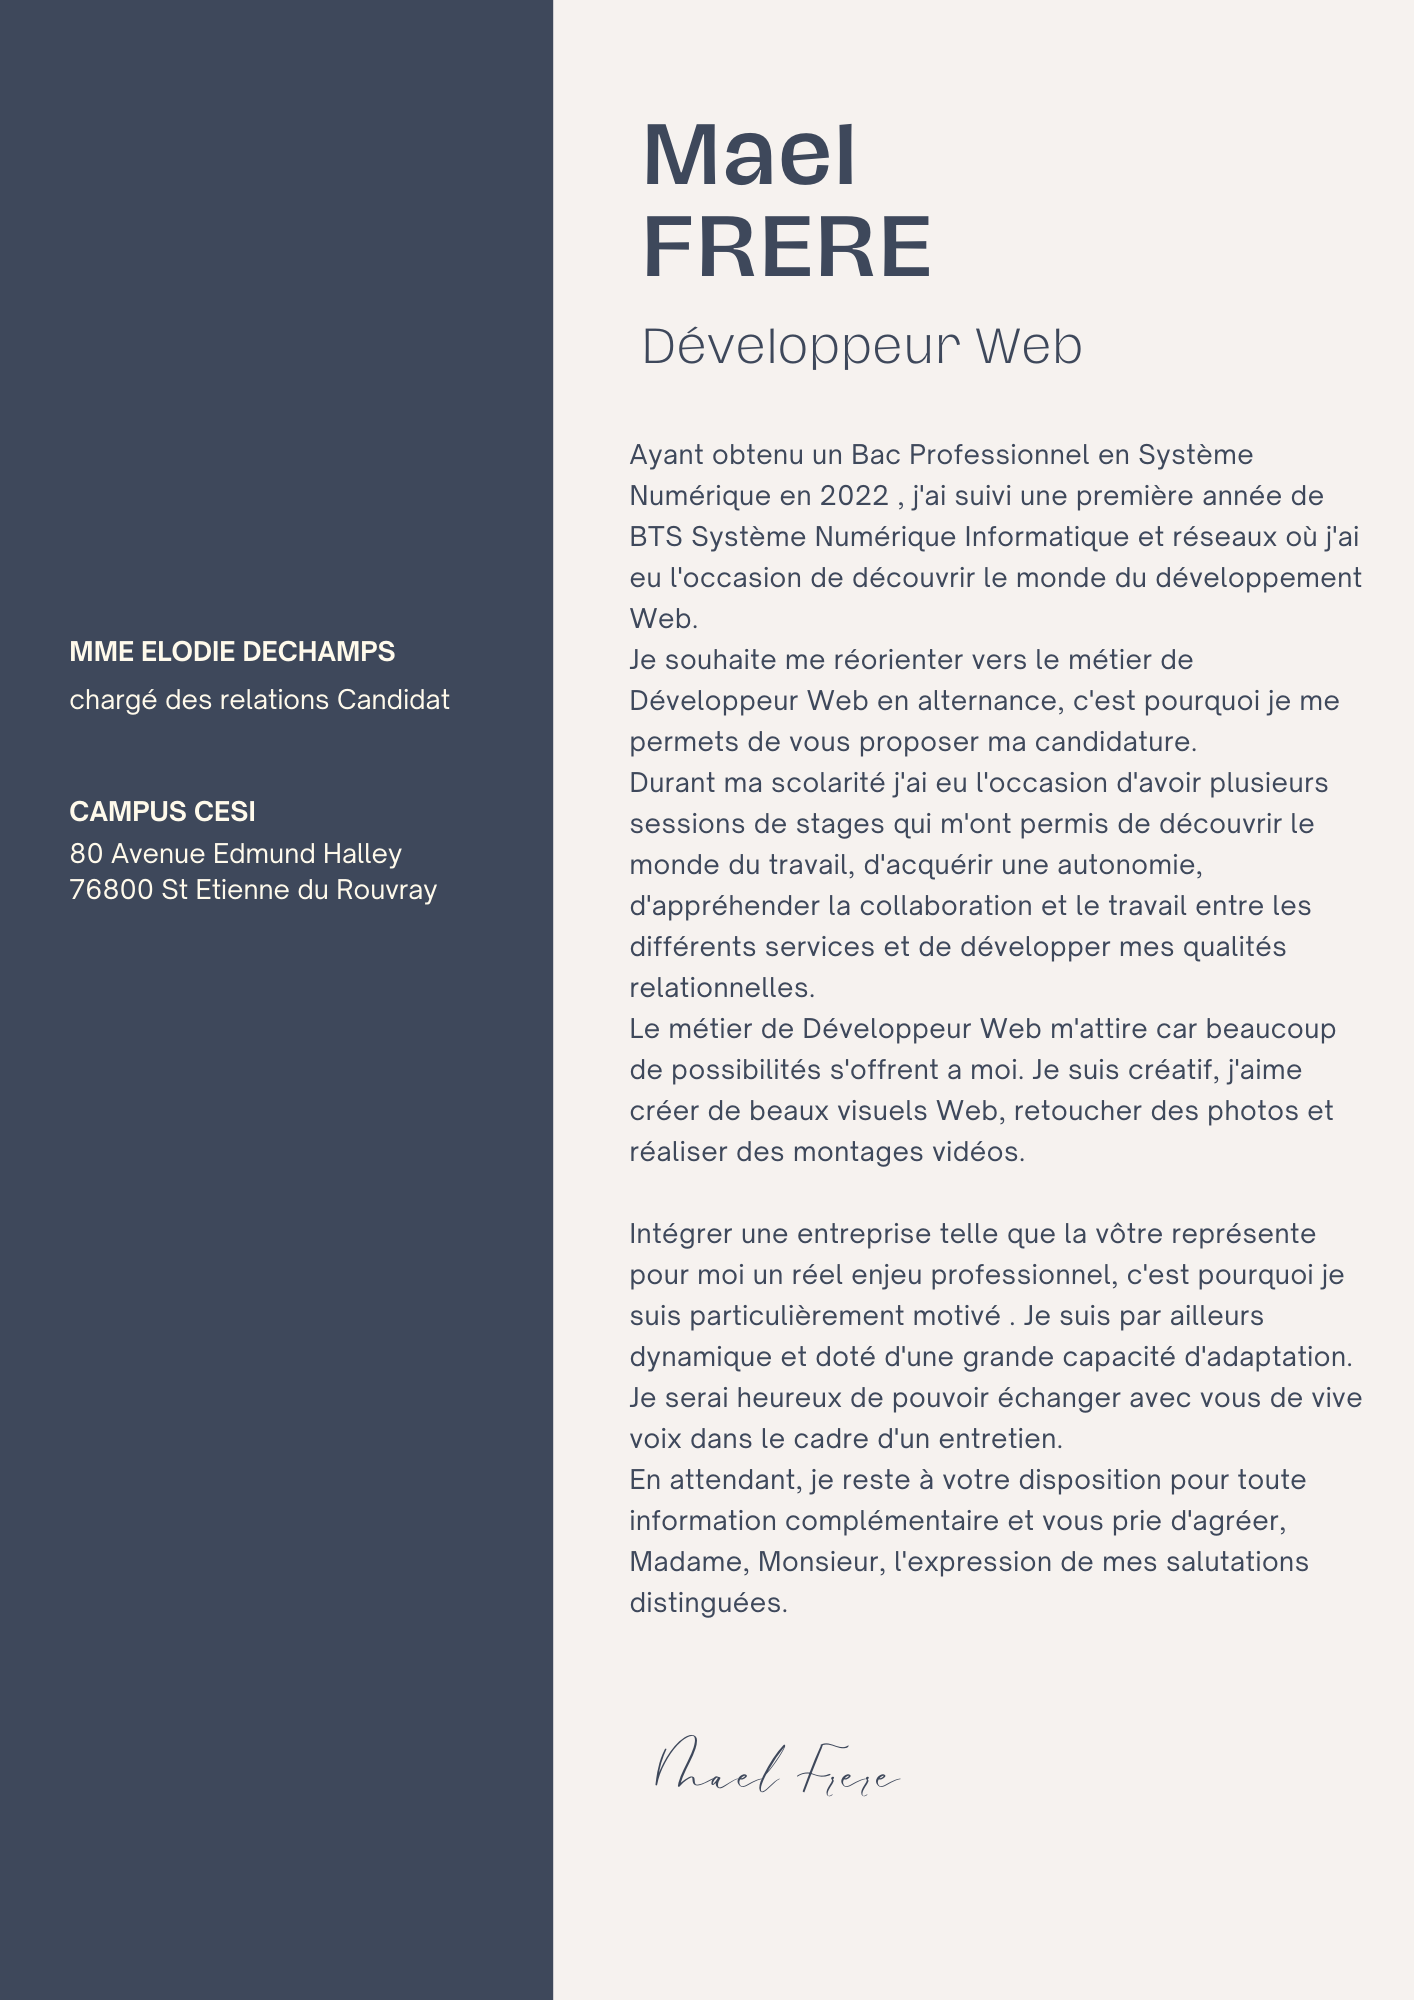 Mael
FRERE
Développeur Web
MME ELODIE DECHAMPS
chargé des relations Candidat
CAMPUS CESI
80 Avenue Edmund Halley
76800 St Etienne du Rouvray
Ayant obtenu un Bac Professionnel en Système
Numérique en 2022 , j'ai suivi une première année de
BTS Système Numérique Informatique et réseaux où j'ai
eu l'occasion de découvrir le monde du développement
Web.
Je souhaite me réorienter vers le métier de
Développeur Web en alternance, c'est pourquoi je me
permets de vous proposer ma candidature.
Durant ma scolarité j'ai eu l'occasion d'avoir plusieurs
sessions de stages qui m'ont permis de découvrir le
monde du travail, d'acquérir une autonomie,
d'appréhender la collaboration et le travail entre les
différents services et de développer mes qualités
relationnelles.
Le métier de Développeur Web m'attire car beaucoup
de possibilités s'offrent a moi. Je suis créatif, j'aime
créer de beaux visuels Web, retoucher des photos et
réaliser des montages vidéos.
Intégrer une entreprise telle que la vôtre représente
pour moi un réel enjeu professionnel, c'est pourquoi je
suis particulièrement motivé . Je suis par ailleurs
dynamique et doté d'une grande capacité d'adaptation.
Je serai heureux de pouvoir échanger avec vous de vive
voix dans le cadre d'un entretien.
En attendant, je reste à votre disposition pour toute
information complémentaire et vous prie d'agréer,
Madame, Monsieur, l'expression de mes salutations
distinguées.
Mael Frere